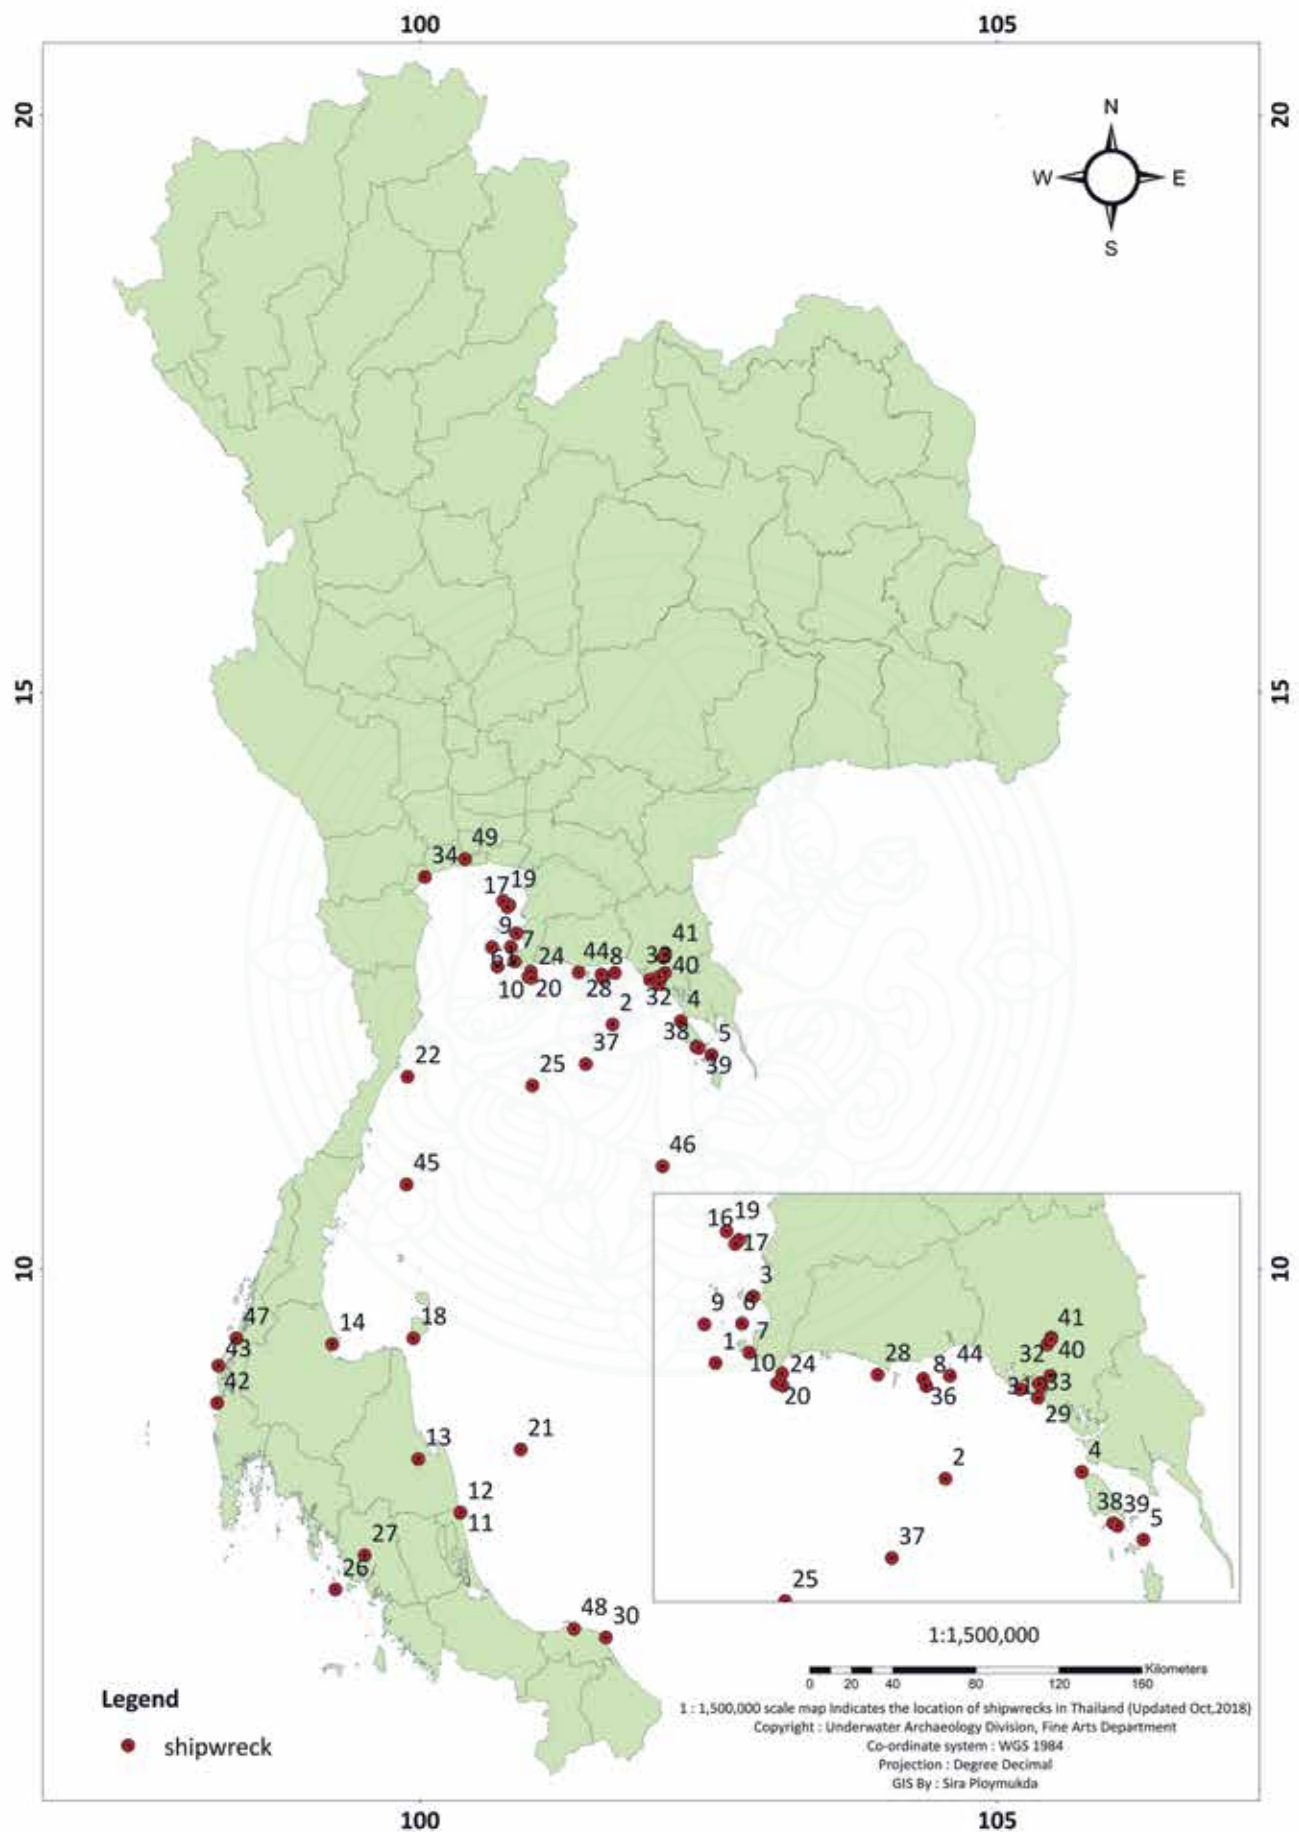 100 105
20 20
N
W E
S
15 15
49
34
17 19
9 7
41
24 44 8
40
10 20 28 32 4
2
38 5
37
39
22 25
46
45
10 10
47 14 18
43
42
21
13
12
11
27
26
48 30
16 19
17
3
9 6
7
1
10 24
20
28 8 44
36
41
32 40
31 33
29
2
4
38 39 5
37
25
1:1,500,000
Kilometers
0 20 40 80 120 160
Legend
shipwreck
1 : 1,500,000 scale map Indicates the location of shipwrecks in Thailand (Updated Oct,2018)
Copyright : Underwater Archaeology Division, Fine Arts Department
Co-ordinate system : WGS 1984
Projection : Degree Decimal
GIS By : Sira Ploymukda
100 105